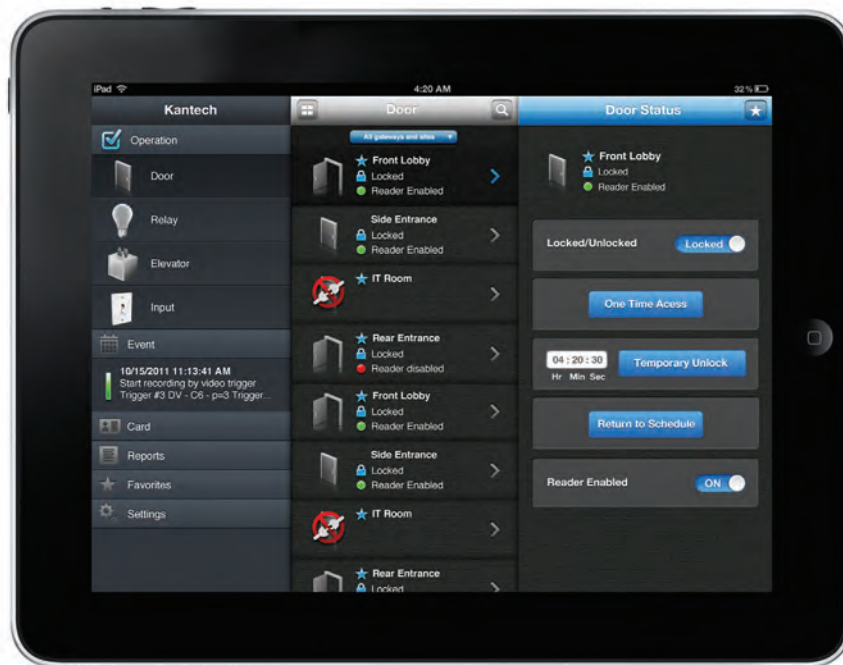 iPad
4:20 AM
32%
Kantech
Operation
Door
Relay
Elevator
Input
Event
10/15/2011 11:13:41 AM
Start recording by video trigger
Trigger #3 DV - C6 - p=3 Trigger...
Card
Reports
Favorites
Settings
Door
All gateways and sites
Front Lobby
Locked
Reader Enabled
Side Entrance
Locked
Reader Enabled
IT Room
Rear Entrance
Locked
Reader disabled
Front Lobby
Locked
Reader Enabled
Side Entrance
Locked
Reader Enabled
IT Room
Rear Entrance
Locked
Door Status
Front Lobby
Locked
Reader Enabled
Locked/Unlocked
Locked
One Time Acess
04 : 20 : 30
Hr Min Sec
Temporary Unlock
Return to Schedule
Reader Enabled
ON